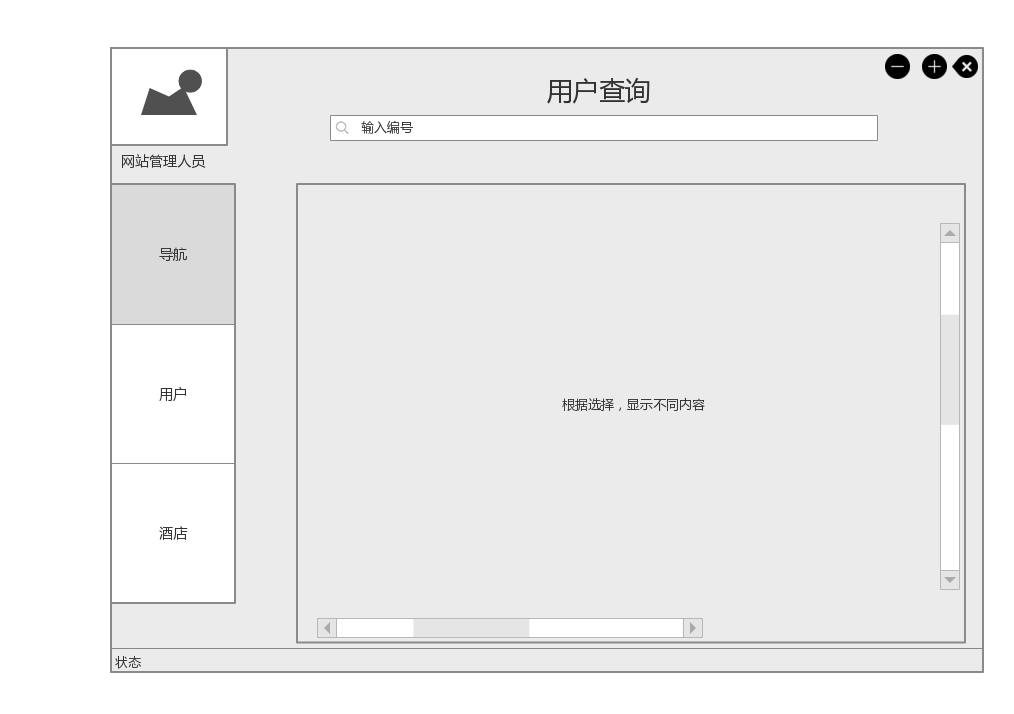 用户查询
输入编号
网站管理人员
导航
用户
酒店
根据选择，显示不同内容
状态